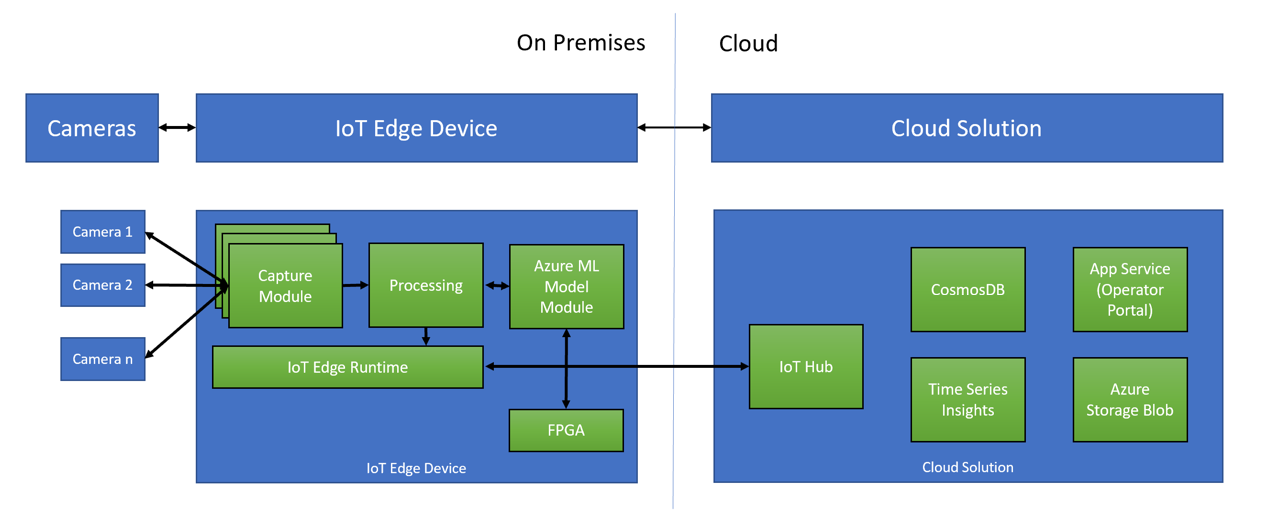 On Premises
Cloud
Cameras
IoT Edge Device
Cloud Solution
Camera 1
Camera 2
Camera n
Capture
Module
Processing
Azure ML
Model
Module
IoT Edge Runtime
FPGA
IoT Edge Device
IoT Hub
CosmosDB
App Service
(Operator
Portal)
Time Series
Insights
Azure
Storage Blob
Cloud Solution